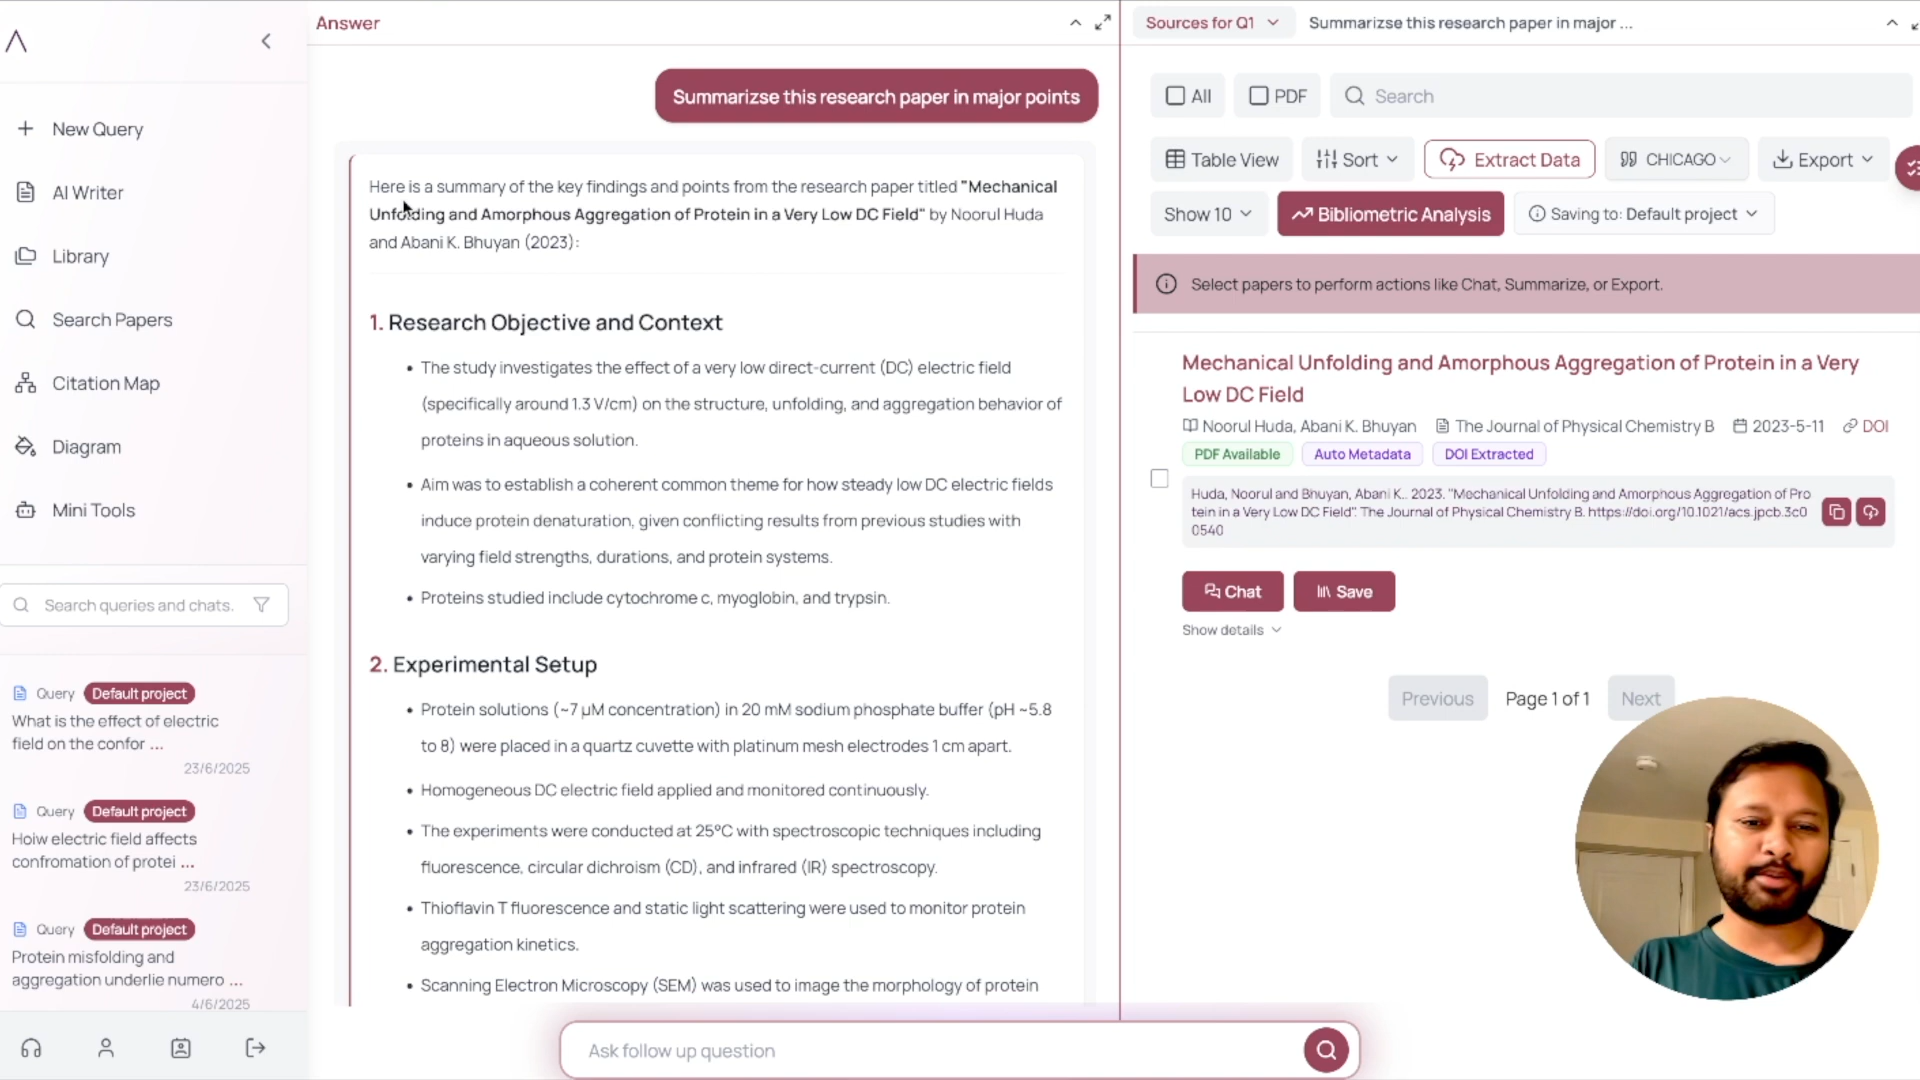 New Query
AI Writer
Library
Search Papers
Citation Map
Diagram
Mini Tools
Search queries and chats.
Query Default project
What is the effect of electric
field on the confor ...
23/6/2025
Query Default project
Hoiw electric field affects
confromation of protei ...
23/6/2025
Query Default project
Protein misfolding and
aggregation underlie numero ...
4/6/2025
Answer
Summarizse this research paper in major points
Here is a summary of the key findings and points from the research paper titled "Mechanical
Unfolding and Amorphous Aggregation of Protein in a Very Low DC Field" by Noorul Huda
and Abani K. Bhuyan (2023):
1. Research Objective and Context
• The study investigates the effect of a very low direct-current (DC) electric field
(specifically around 1.3 V/cm) on the structure, unfolding, and aggregation behavior of
proteins in aqueous solution.
• Aim was to establish a coherent common theme for how steady low DC electric fields
induce protein denaturation, given conflicting results from previous studies with
varying field strengths, durations, and protein systems.
• Proteins studied include cytochrome c, myoglobin, and trypsin.
2. Experimental Setup
• Protein solutions (~7 μM concentration) in 20 mM sodium phosphate buffer (pH ~5.8
to 8) were placed in a quartz cuvette with platinum mesh electrodes 1 cm apart.
• Homogeneous DC electric field applied and monitored continuously.
• The experiments were conducted at 25°C with spectroscopic techniques including
fluorescence, circular dichroism (CD), and infrared (IR) spectroscopy.
• Thioflavin T fluorescence and static light scattering were used to monitor protein
aggregation kinetics.
• Scanning Electron Microscopy (SEM) was used to image the morphology of protein
Ask follow up question
Sources for Q1 Summarizse this research paper in major ...
All PDF Search
Table View Sort Extract Data CHICAGO Export
Show 10 Bibliometric Analysis Saving to: Default project
Select papers to perform actions like Chat, Summarize, or Export.
Mechanical Unfolding and Amorphous Aggregation of Protein in a Very
Low DC Field
Noorul Huda, Abani K. Bhuyan The Journal of Physical Chemistry B 2023-5-11 DOI
PDF Available Auto Metadata DOI Extracted
Huda, Noorul and Bhuyan, Abani K.. 2023. "Mechanical Unfolding and Amorphous Aggregation of Pro
tein in a Very Low DC Field". The Journal of Physical Chemistry B. https://doi.org/10.1021/acs.jpcb.3c0
0540
Chat Save
Show details
Previous Page 1 of 1 Next